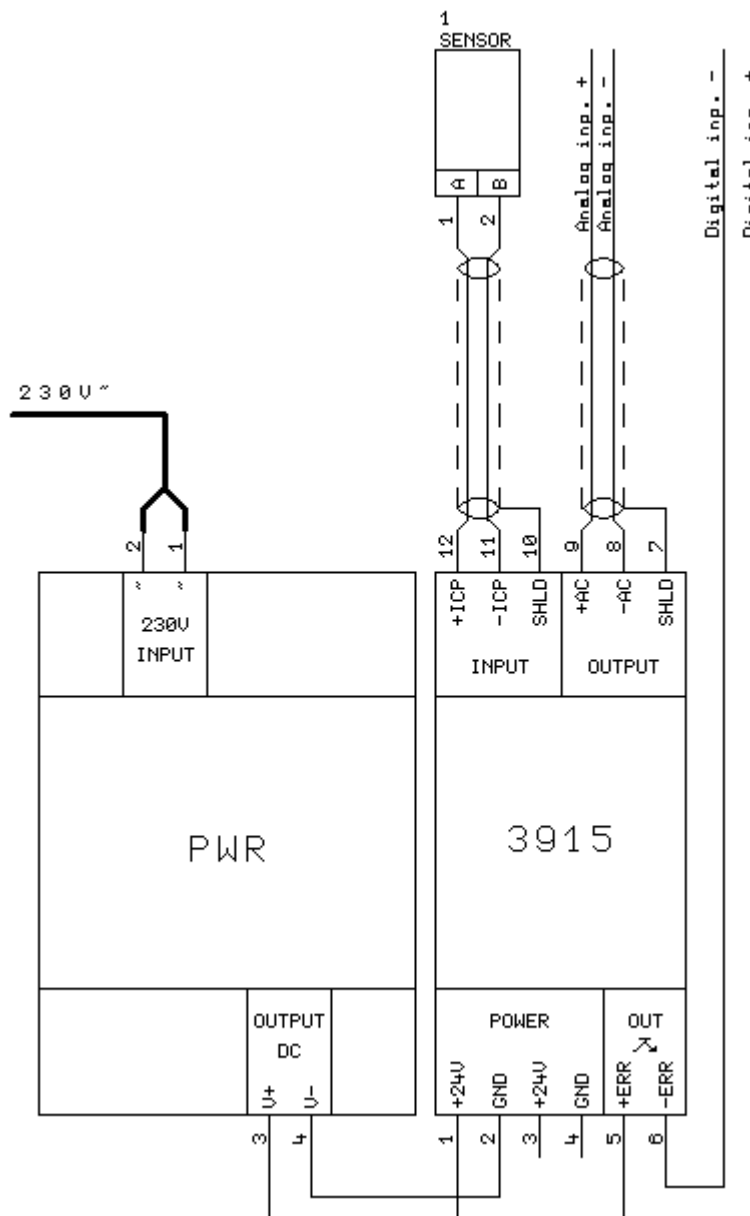 1
SENSOR
A B
1 2
Analog inp. +
Analog inp. -
Digital inp. -
Digital inp. +
230V~
2 1
~ ~
230V
INPUT
12 11 10 9 8 7
+ICP -ICP SHLD +AC -AC SHLD
INPUT OUTPUT
PWR
3915
OUTPUT
DC
V+ V-
POWER OUT
+24V GND +24V GND +ERR -ERR
3 4
1 2 3 4 5 6